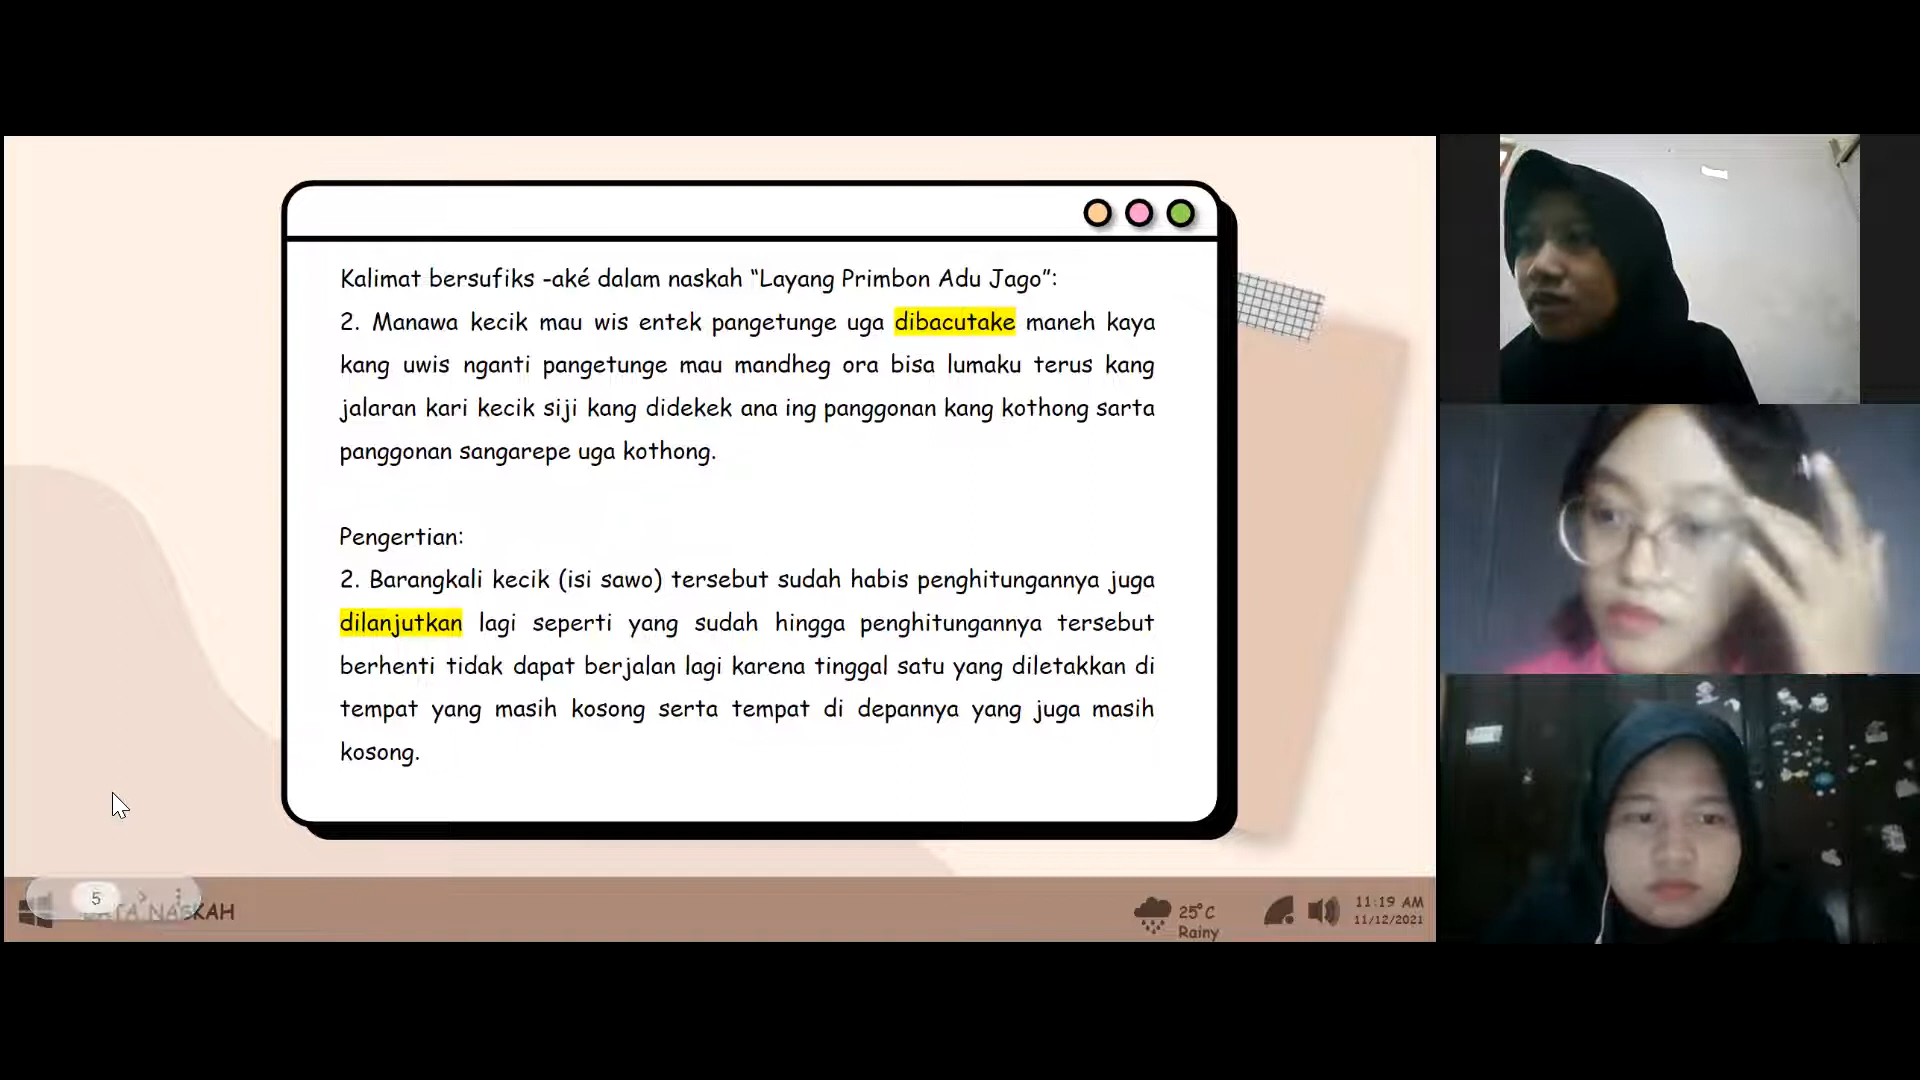 Kalimat bersufiks -aké dalam naskah “Layang Primbon Adu Jago”:
2. Manawa kecik mau wis entek pangetunge uga dibacutake maneh kaya
kang uwis nganti pangetunge mau mandheg ora bisa lumaku terus kang
jalaran kari kecik siji kang didekek ana ing panggonan kang kothong sarta
panggonan sangarepe uga kothong.
Pengertian:
2. Barangkali kecik (isi sawo) tersebut sudah habis penghitungannya juga
dilanjutkan lagi seperti yang sudah hingga penghitungannya tersebut
berhenti tidak dapat berjalan lagi karena tinggal satu yang diletakkan di
tempat yang masih kosong serta tempat di depannya yang juga masih
kosong.
5
DATA NASKAH
25°C
Rainy
11:19 AM
11/12/2021